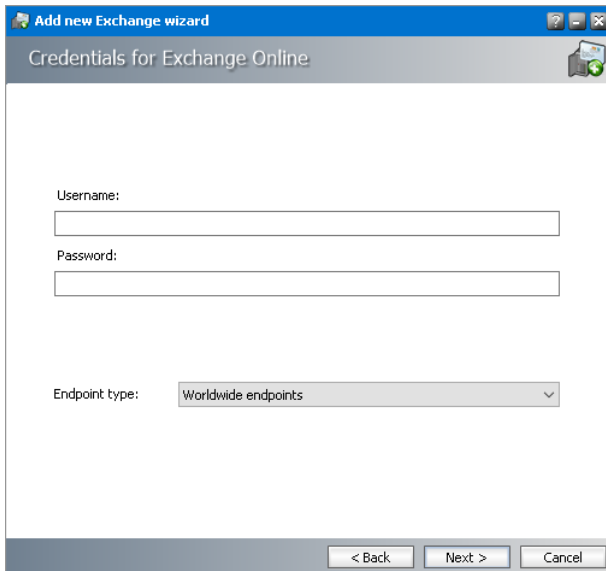 Add new Exchange wizard
Credentials for Exchange Online
Username:
Password:
Endpoint type: Worldwide endpoints
< Back Next > Cancel